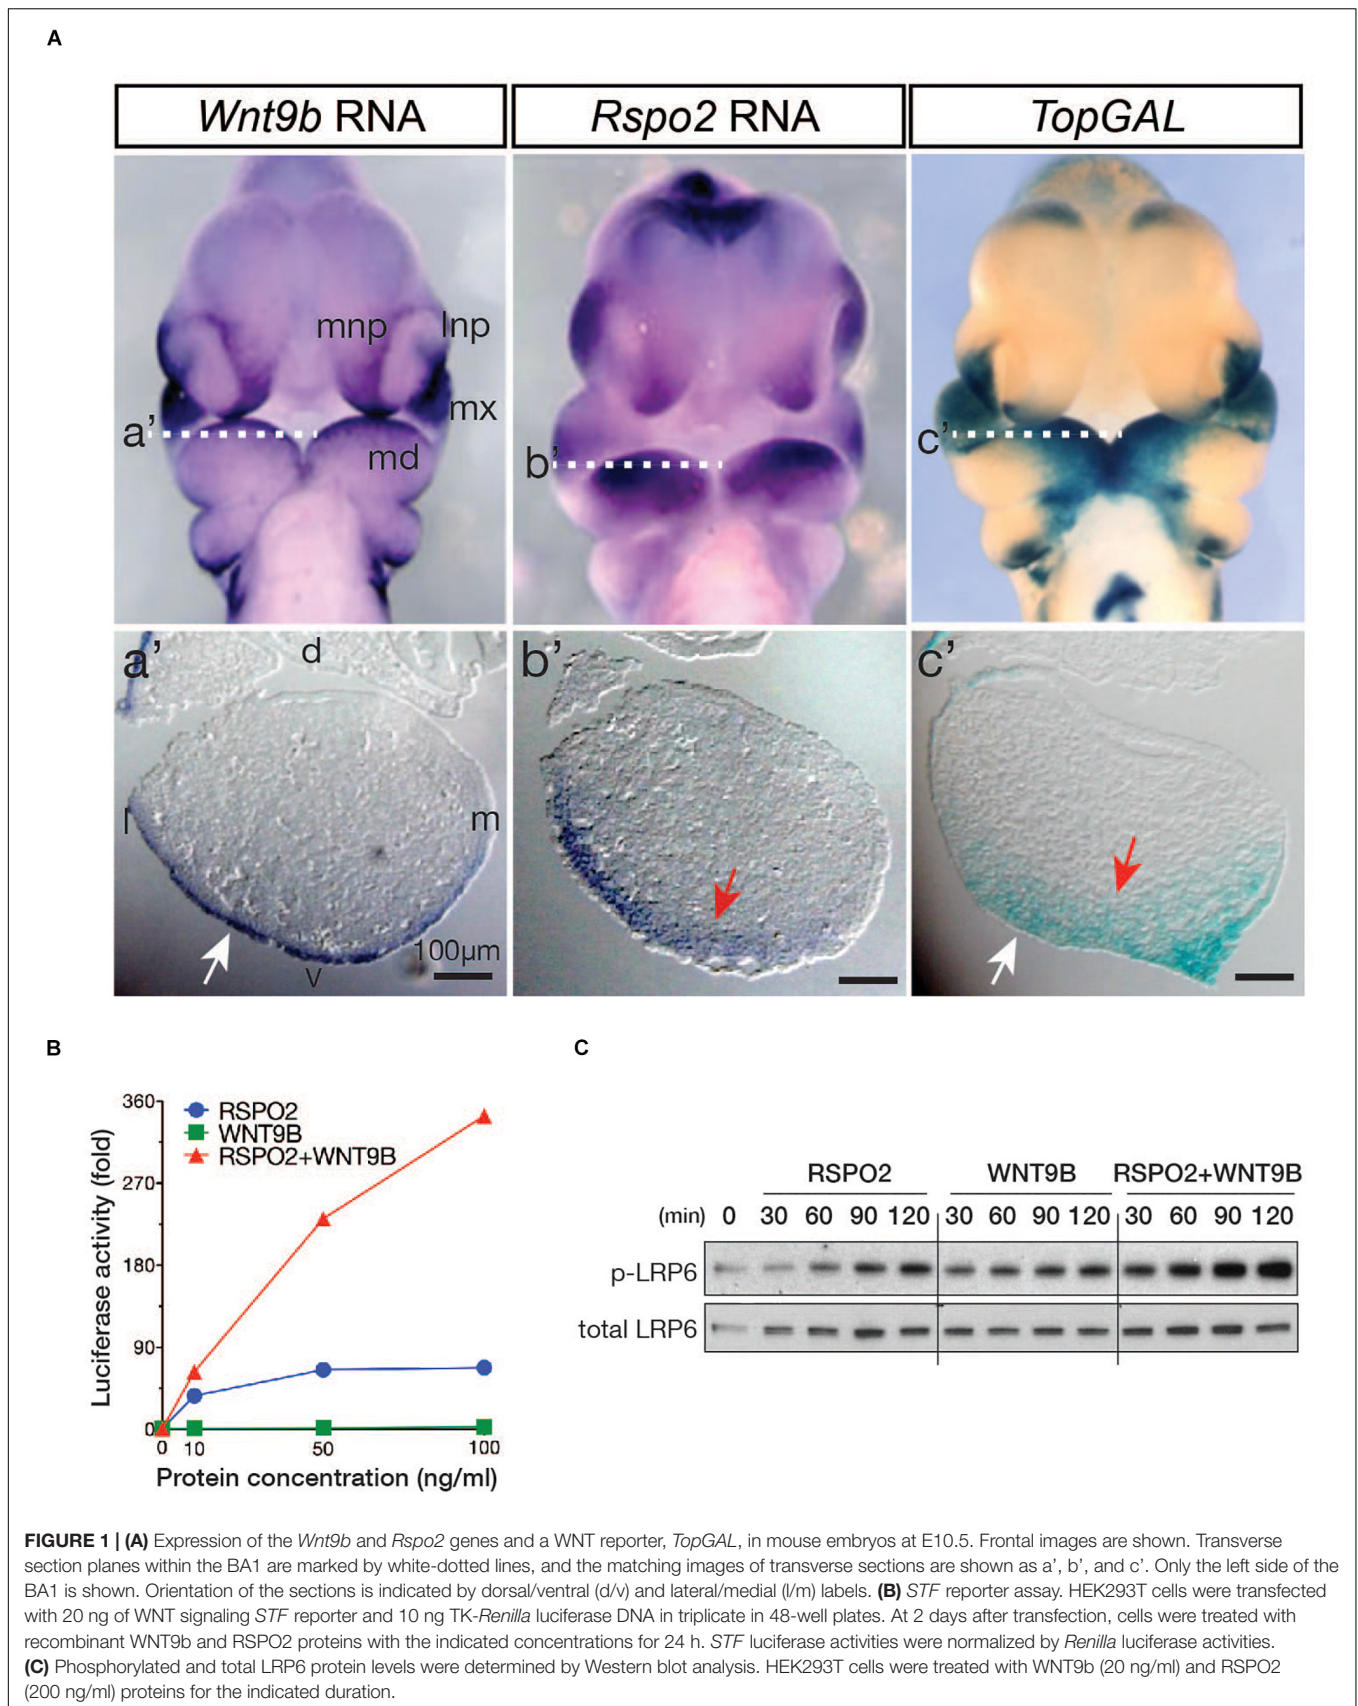 A
Wnt9b RNA
Rspo2 RNA
TopGAL
mnp
lnp
mx
md
a’
b’
c’
a’
d
l
m
v
100µm
b’
c’
B
360
270
180
90
0
RSPO2
WNT9B
RSPO2+WNT9B
Luciferase activity (fold)
0 10 50 100
Protein concentration (ng/ml)
C
RSPO2 WNT9B RSPO2+WNT9B
(min) 0 30 60 90 120 30 60 90 120 30 60 90 120
p-LRP6
total LRP6
FIGURE 1 | (A) Expression of the Wnt9b and Rspo2 genes and a WNT reporter, TopGAL, in mouse embryos at E10.5. Frontal images are shown. Transverse
section planes within the BA1 are marked by white-dotted lines, and the matching images of transverse sections are shown as a’, b’, and c’. Only the left side of the
BA1 is shown. Orientation of the sections is indicated by dorsal/ventral (d/v) and lateral/medial (l/m) labels. (B) STF reporter assay. HEK293T cells were transfected
with 20 ng of WNT signaling STF reporter and 10 ng TK-Renilla luciferase DNA in triplicate in 48-well plates. At 2 days after transfection, cells were treated with
recombinant WNT9b and RSPO2 proteins with the indicated concentrations for 24 h. STF luciferase activities were normalized by Renilla luciferase activities.
(C) Phosphorylated and total LRP6 protein levels were determined by Western blot analysis. HEK293T cells were treated with WNT9b (20 ng/ml) and RSPO2
(200 ng/ml) proteins for the indicated duration.